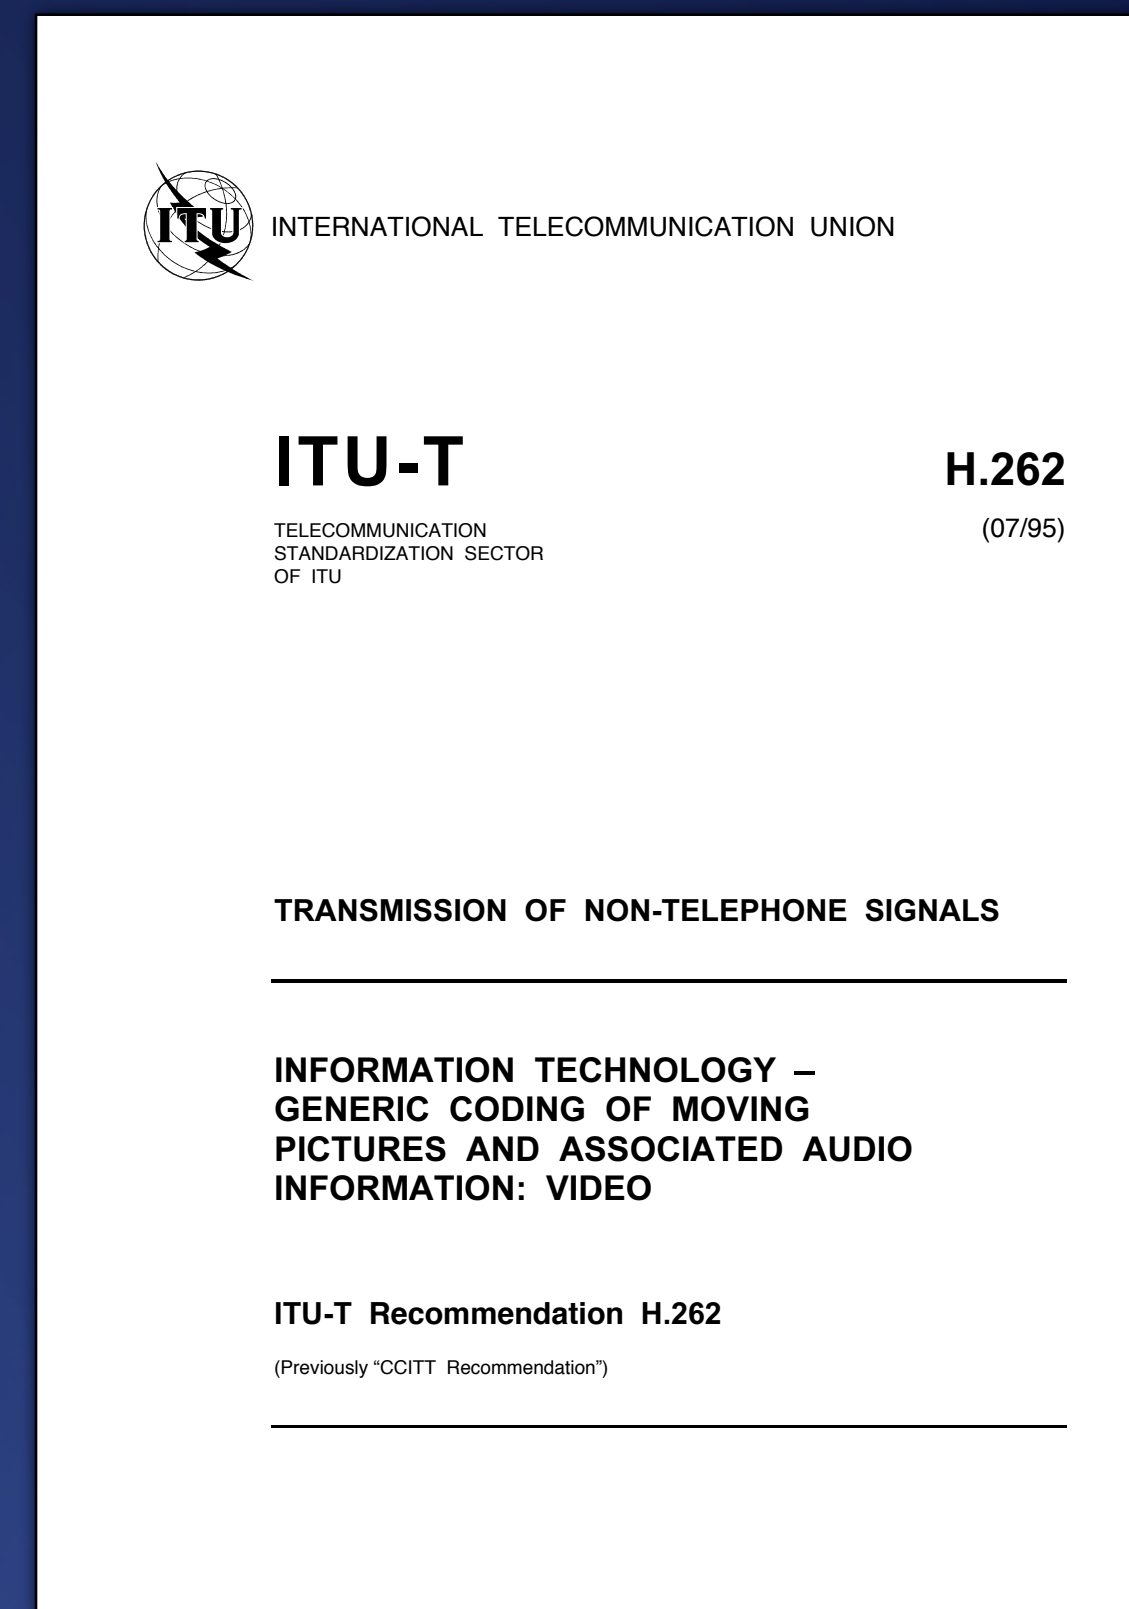 ITU
INTERNATIONAL TELECOMMUNICATION UNION
ITU-T
H.262
TELECOMMUNICATION
STANDARDIZATION SECTOR
OF ITU
(07/95)
TRANSMISSION OF NON-TELEPHONE SIGNALS
INFORMATION TECHNOLOGY –
GENERIC CODING OF MOVING
PICTURES AND ASSOCIATED AUDIO
INFORMATION: VIDEO
ITU-T Recommendation H.262
(Previously “CCITT Recommendation”)